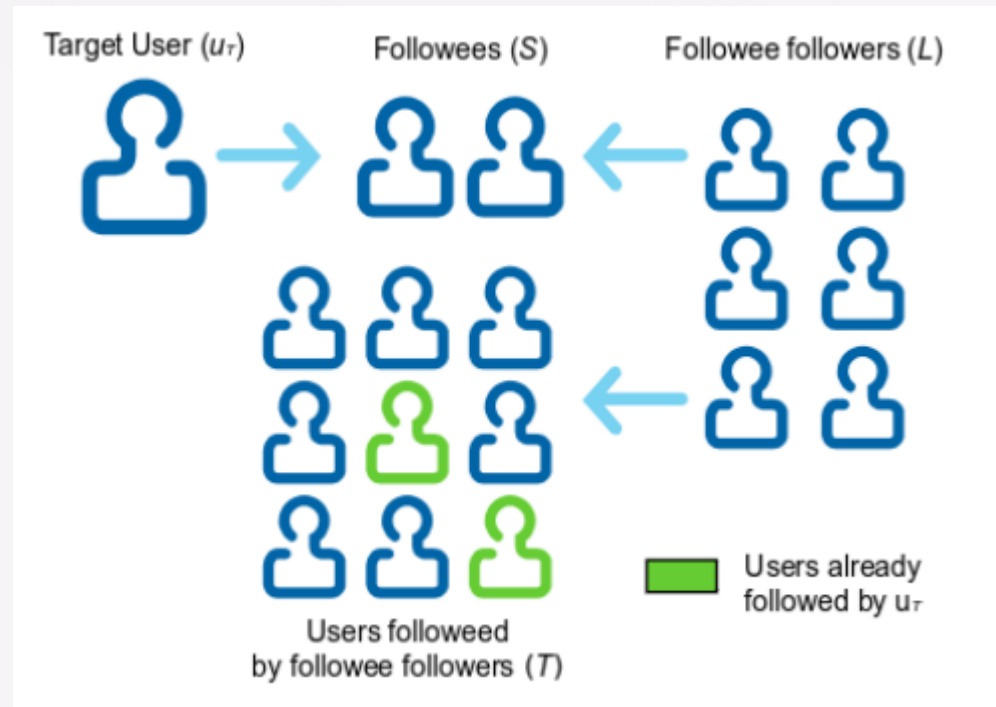 Target User (uT)
Followees (S)
Followee followers (L)
Users already
followed by uT
Users followeed
by followee followers (T)